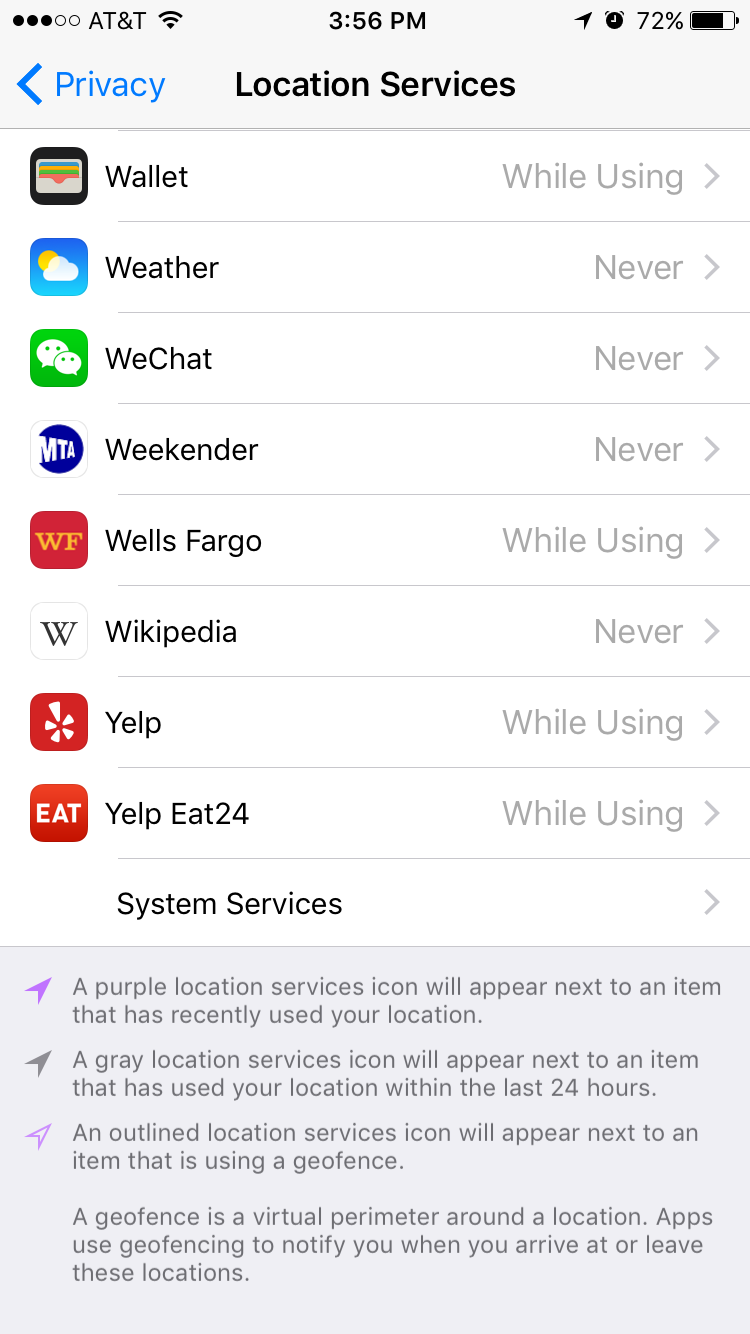 AT&T 3:56 PM 72%
Privacy Location Services
Wallet While Using
Weather Never
WeChat Never
MTA Weekender Never
WF Wells Fargo While Using
W Wikipedia Never
Yelp While Using
EAT Yelp Eat24 While Using
System Services
A purple location services icon will appear next to an item
that has recently used your location.
A gray location services icon will appear next to an item
that has used your location within the last 24 hours.
An outlined location services icon will appear next to an
item that is using a geofence.
A geofence is a virtual perimeter around a location. Apps
use geofencing to notify you when you arrive at or leave
these locations.